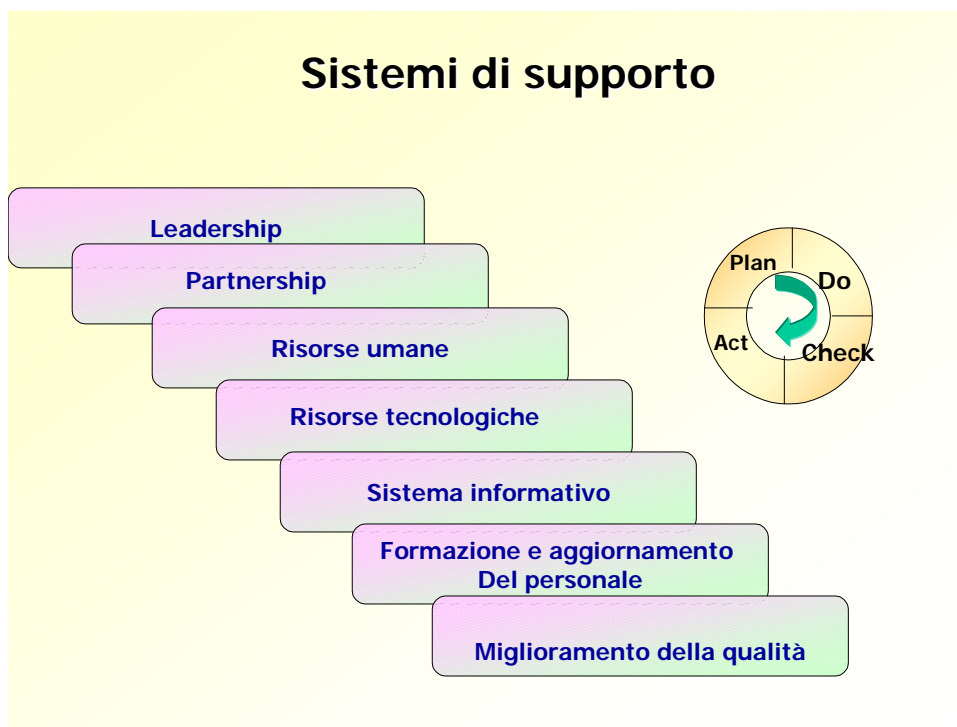 Sistemi di supporto
Leadership
Partnership
Risorse umane
Risorse tecnologiche
Sistema informativo
Formazione e aggiornamento
Del personale
Miglioramento della qualità
Plan
Do
Act
Check